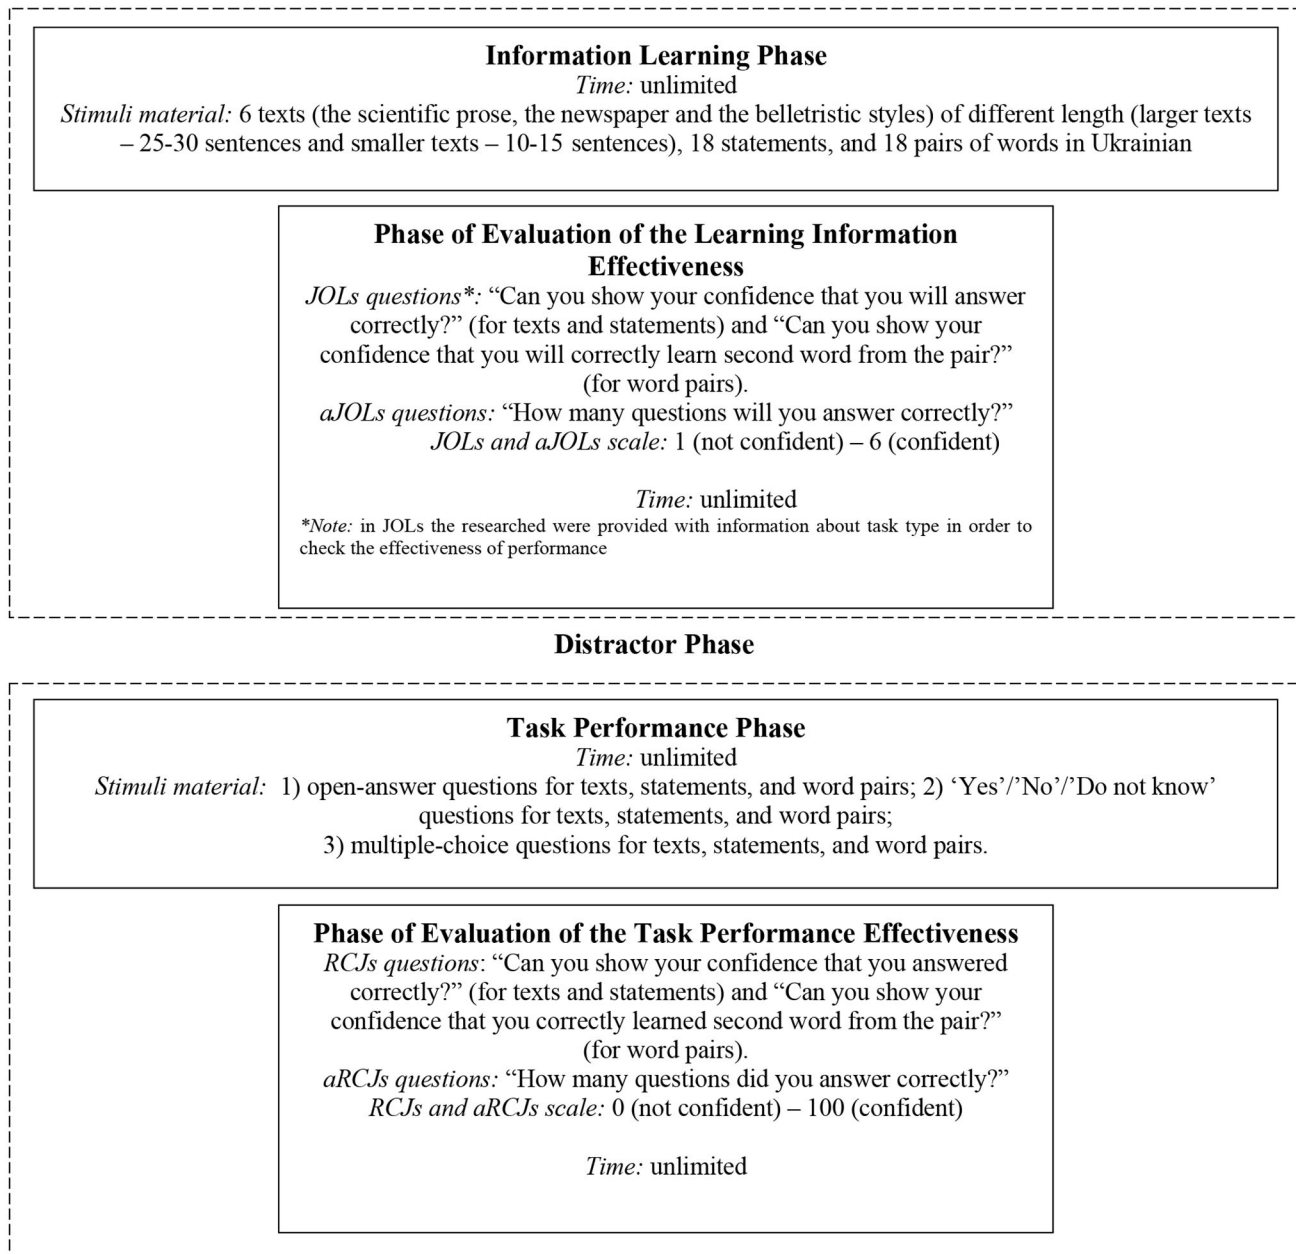 Information Learning Phase
Time: unlimited
Stimuli material: 6 texts (the scientific prose, the newspaper and the belletristic styles) of different length (larger texts
– 25-30 sentences and smaller texts – 10-15 sentences), 18 statements, and 18 pairs of words in Ukrainian
Phase of Evaluation of the Learning Information
Effectiveness
JOLs questions*: “Can you show your confidence that you will answer
correctly?” (for texts and statements) and “Can you show your
confidence that you will correctly learn second word from the pair?”
(for word pairs).
aJOLs questions: “How many questions will you answer correctly?”
JOLs and aJOLs scale: 1 (not confident) – 6 (confident)
Time: unlimited
*Note: in JOLs the researched were provided with information about task type in order to
check the effectiveness of performance
Distractor Phase
Task Performance Phase
Time: unlimited
Stimuli material: 1) open-answer questions for texts, statements, and word pairs; 2) ‘Yes’/’No’/’Do not know’
questions for texts, statements, and word pairs;
3) multiple-choice questions for texts, statements, and word pairs.
Phase of Evaluation of the Task Performance Effectiveness
RCJs questions: “Can you show your confidence that you answered
correctly?” (for texts and statements) and “Can you show your
confidence that you correctly learned second word from the pair?”
(for word pairs).
aRCJs questions: “How many questions did you answer correctly?”
RCJs and aRCJs scale: 0 (not confident) – 100 (confident)
Time: unlimited